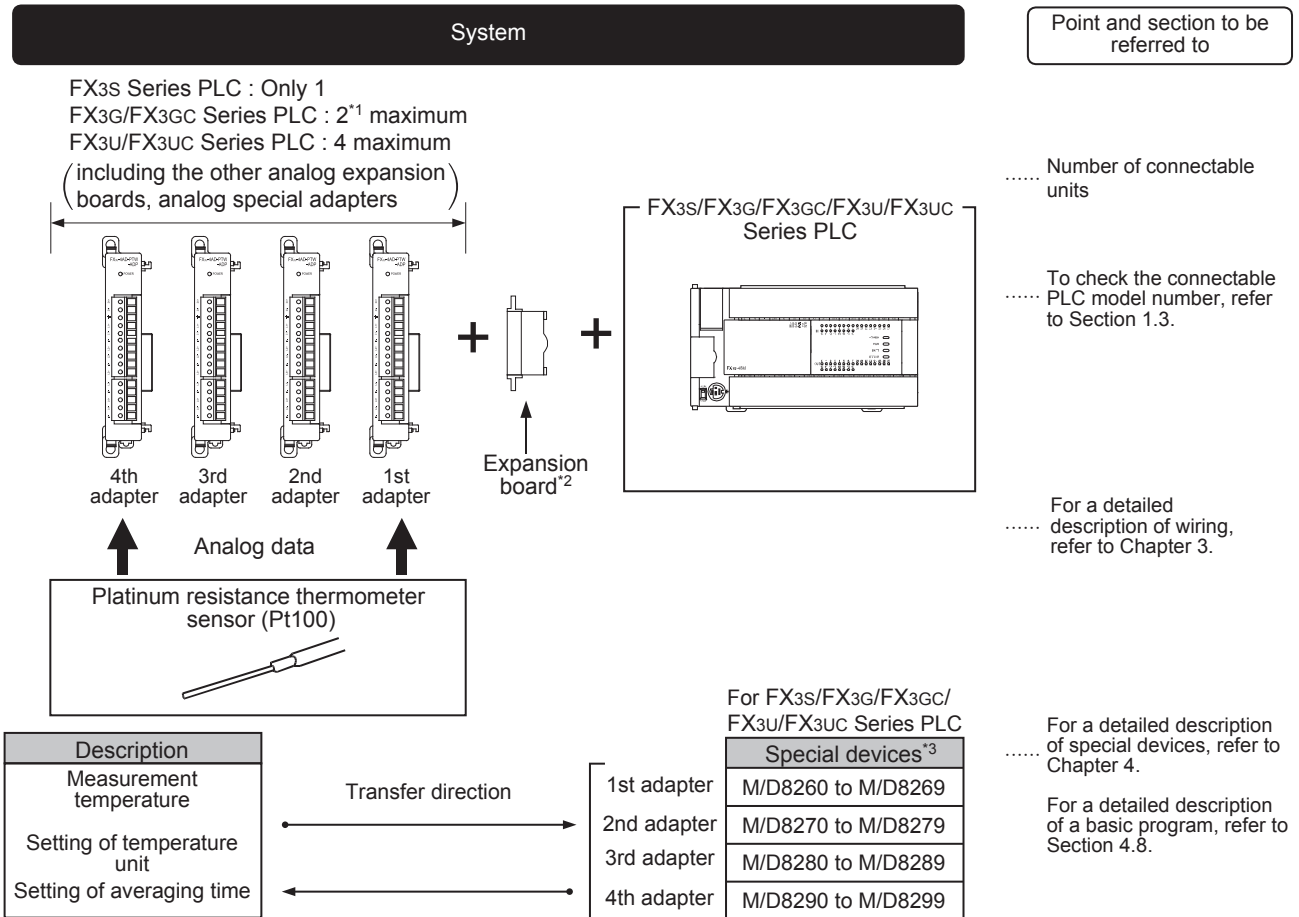 System
Point and section to be
referred to
FX3S Series PLC : Only 1
FX3G/FX3GC Series PLC : 2*1 maximum
FX3U/FX3UC Series PLC : 4 maximum
(including the other analog expansion
boards, analog special adapters)
...... Number of connectable
units
FX3S/FX3G/FX3GC/FX3U/FX3UC
Series PLC
To check the connectable
...... PLC model number, refer
to Section 1.3.
+
+
POWER
POWER
POWER
POWER
4th
adapter
3rd
adapter
2nd
adapter
1st
adapter
Expansion
board*2
For a detailed
...... description of wiring,
refer to Chapter 3.
Analog data
Platinum resistance thermometer
sensor (Pt100)
For FX3S/FX3G/FX3GC/
FX3U/FX3UC Series PLC
Description
Measurement
temperature
Setting of temperature
unit
Setting of averaging time
Transfer direction
Special devices*3
1st adapter M/D8260 to M/D8269
2nd adapter M/D8270 to M/D8279
3rd adapter M/D8280 to M/D8289
4th adapter M/D8290 to M/D8299
For a detailed description
...... of special devices, refer to
Chapter 4.
For a detailed description
of a basic program, refer to
Section 4.8.